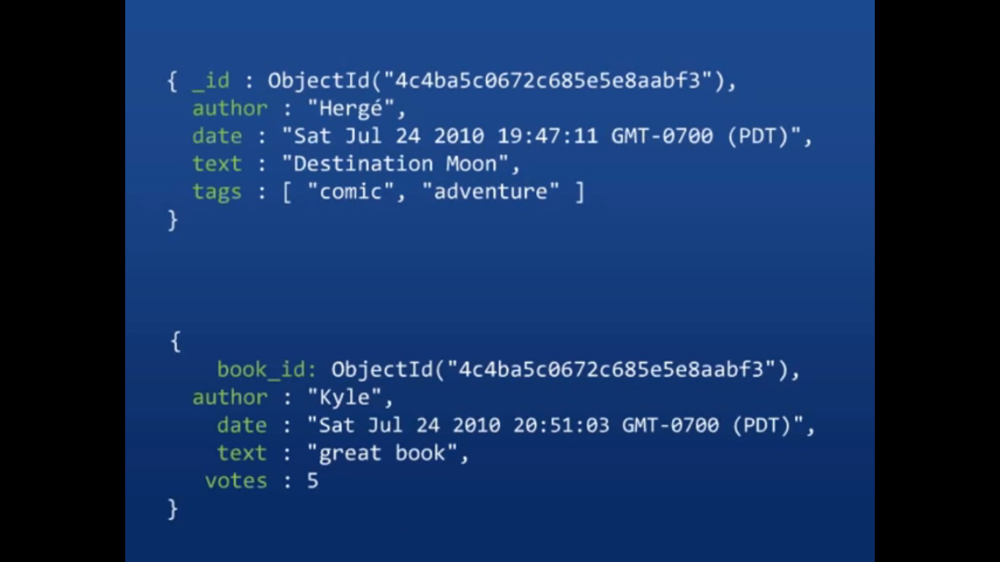 { _id : ObjectId("4c4ba5c0672c685e5e8aabf3"),
author : "Hergé",
date : "Sat Jul 24 2010 19:47:11 GMT-0700 (PDT)",
text : "Destination Moon",
tags : [ "comic", "adventure" ]
}
{
book_id: ObjectId("4c4ba5c0672c685e5e8aabf3"),
author : "Kyle",
date : "Sat Jul 24 2010 20:51:03 GMT-0700 (PDT)",
text : "great book",
votes : 5
}